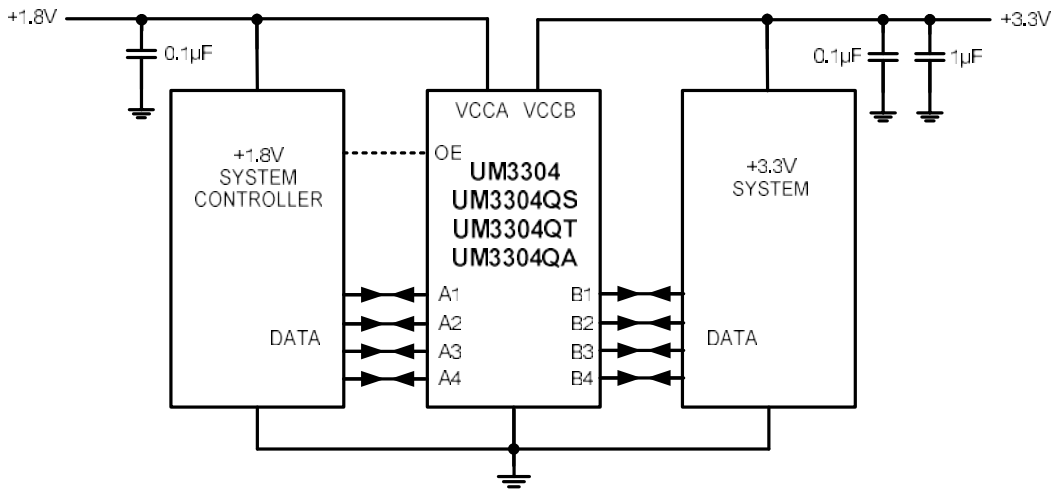 +1.8V
+3.3V
0.1µF
0.1µF
1µF
VCCA VCCB
OE
+1.8V
SYSTEM
CONTROLLER
UM3304
UM3304QS
UM3304QT
UM3304QA
+3.3V
SYSTEM
A1
A2
A3
A4
B1
B2
B3
B4
DATA
DATA